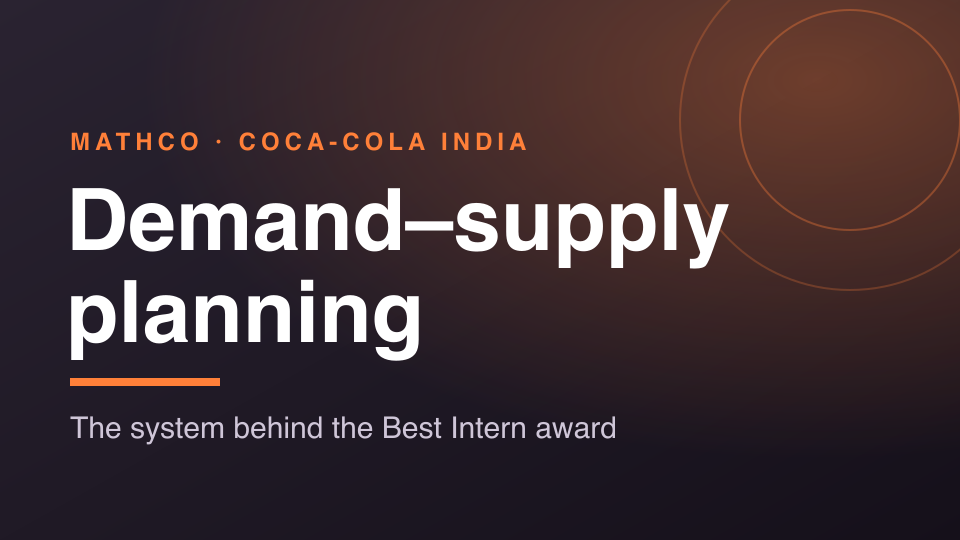 MATHCO · COCA-COLA INDIA
Demand–supply
planning
The system behind the Best Intern award